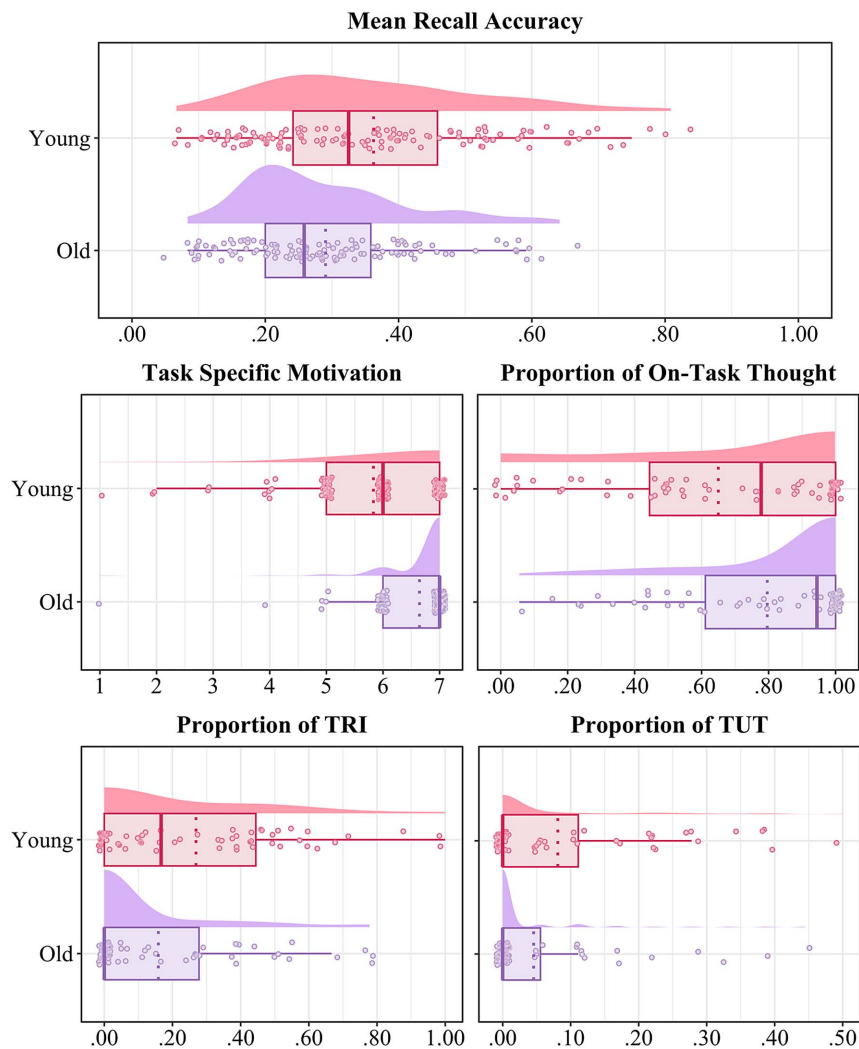 Mean Recall Accuracy
Young
Old
.00 .20 .40 .60 .80 1.00
Task Specific Motivation
Young
Old
1 2 3 4 5 6 7
Proportion of On-Task Thought
.00 .20 .40 .60 .80 1.00
Proportion of TRI
Young
Old
.00 .20 .40 .60 .80 1.00
Proportion of TUT
.00 .10 .20 .30 .40 .50